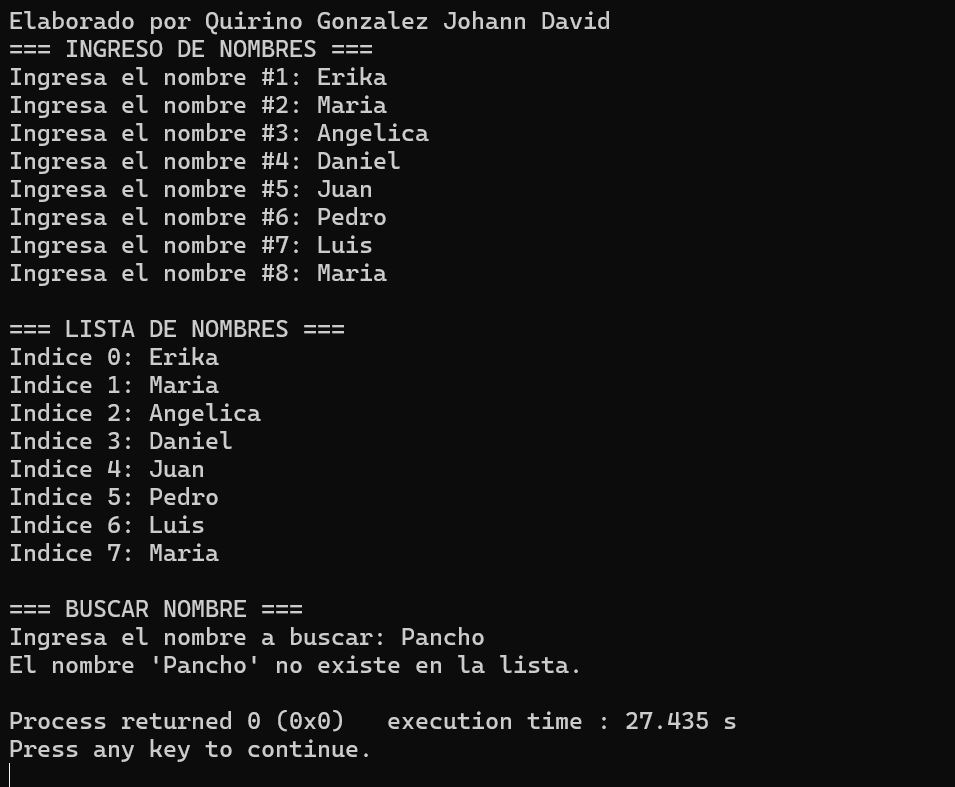 Elaborado por Quirino Gonzalez Johann David
=== INGRESO DE NOMBRES ===
Ingresa el nombre #1: Erika
Ingresa el nombre #2: Maria
Ingresa el nombre #3: Angelica
Ingresa el nombre #4: Daniel
Ingresa el nombre #5: Juan
Ingresa el nombre #6: Pedro
Ingresa el nombre #7: Luis
Ingresa el nombre #8: Maria

=== LISTA DE NOMBRES ===
Indice 0: Erika
Indice 1: Maria
Indice 2: Angelica
Indice 3: Daniel
Indice 4: Juan
Indice 5: Pedro
Indice 6: Luis
Indice 7: Maria

=== BUSCAR NOMBRE ===
Ingresa el nombre a buscar: Pancho
El nombre 'Pancho' no existe en la lista.

Process returned 0 (0x0)   execution time : 27.435 s
Press any key to continue.